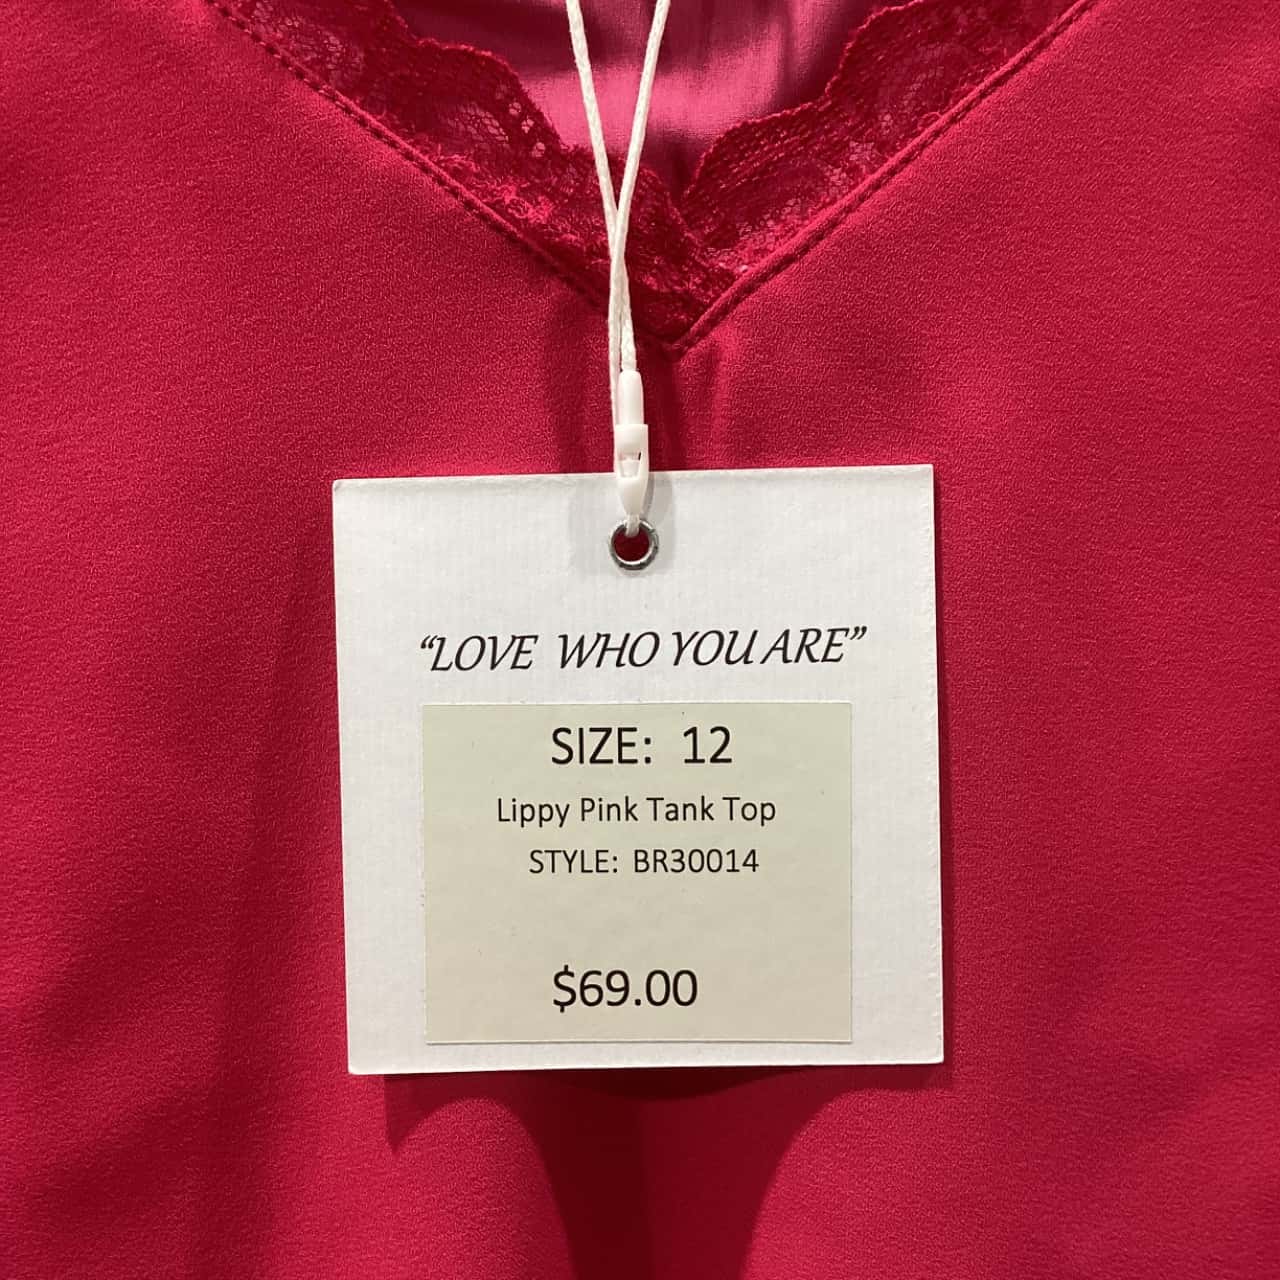 “LOVE WHO YOU ARE”
SIZE: 12
Lippy Pink Tank Top
STYLE: BR30014
$69.00